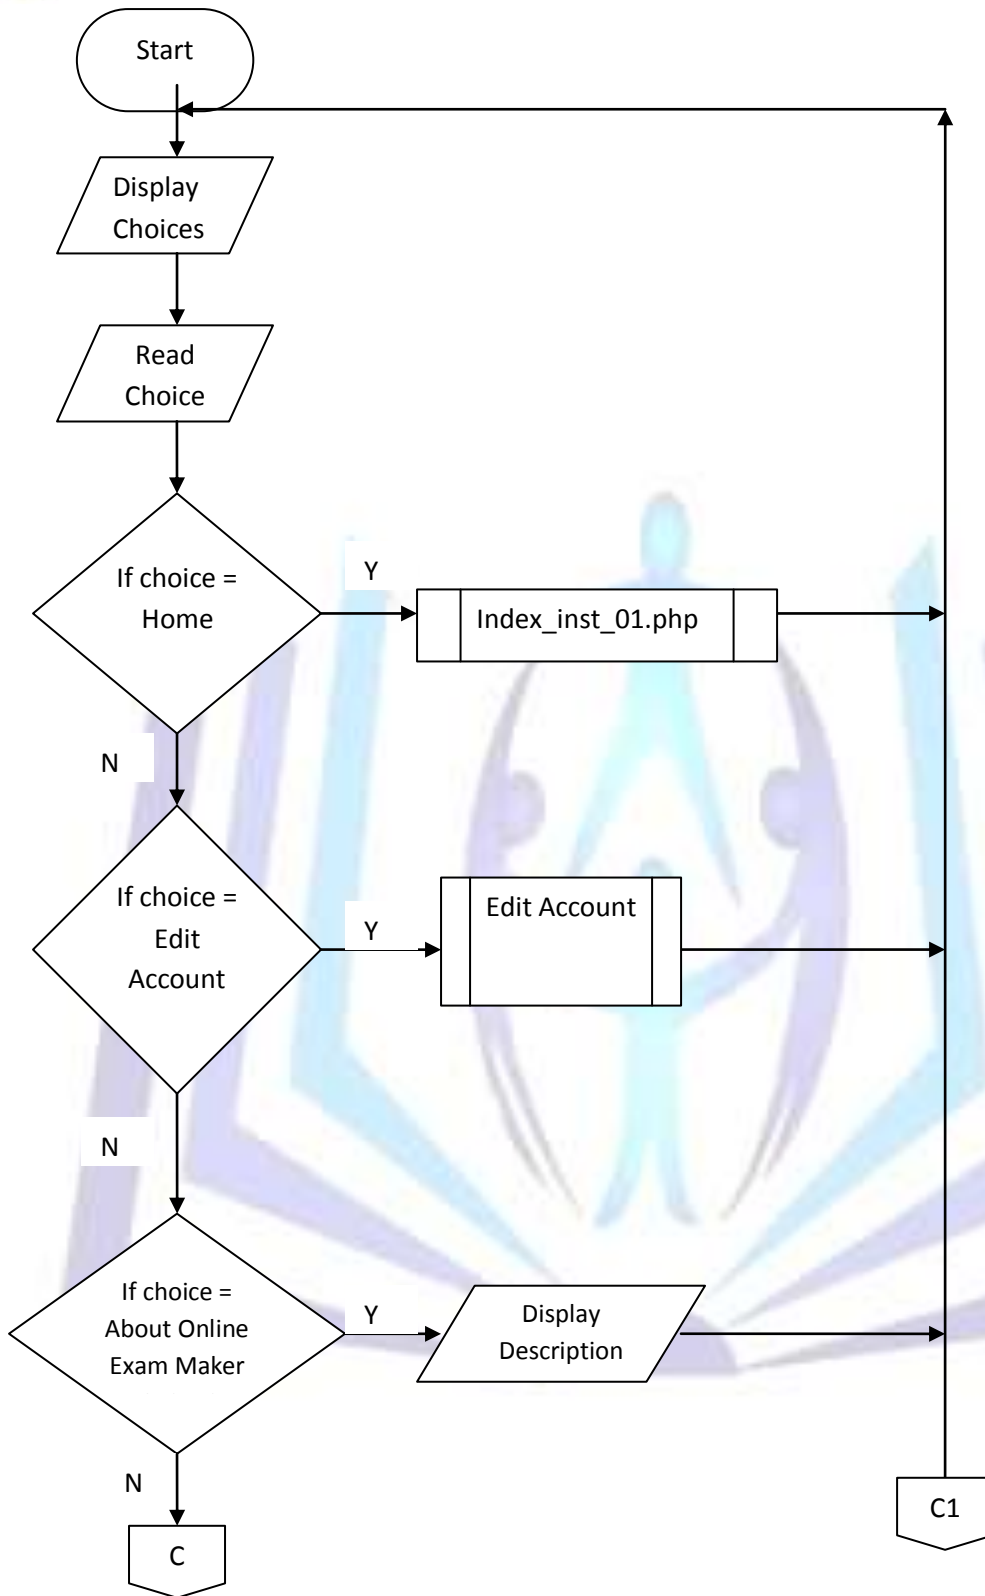 Start
Display
Choices
Read
Choice
If choice =
Home
Y
Index_inst_01.php
N
If choice =
Edit
Account
Y
Edit Account
N
If choice =
About Online
Exam Maker
Y
Display
Description
N
C
C1